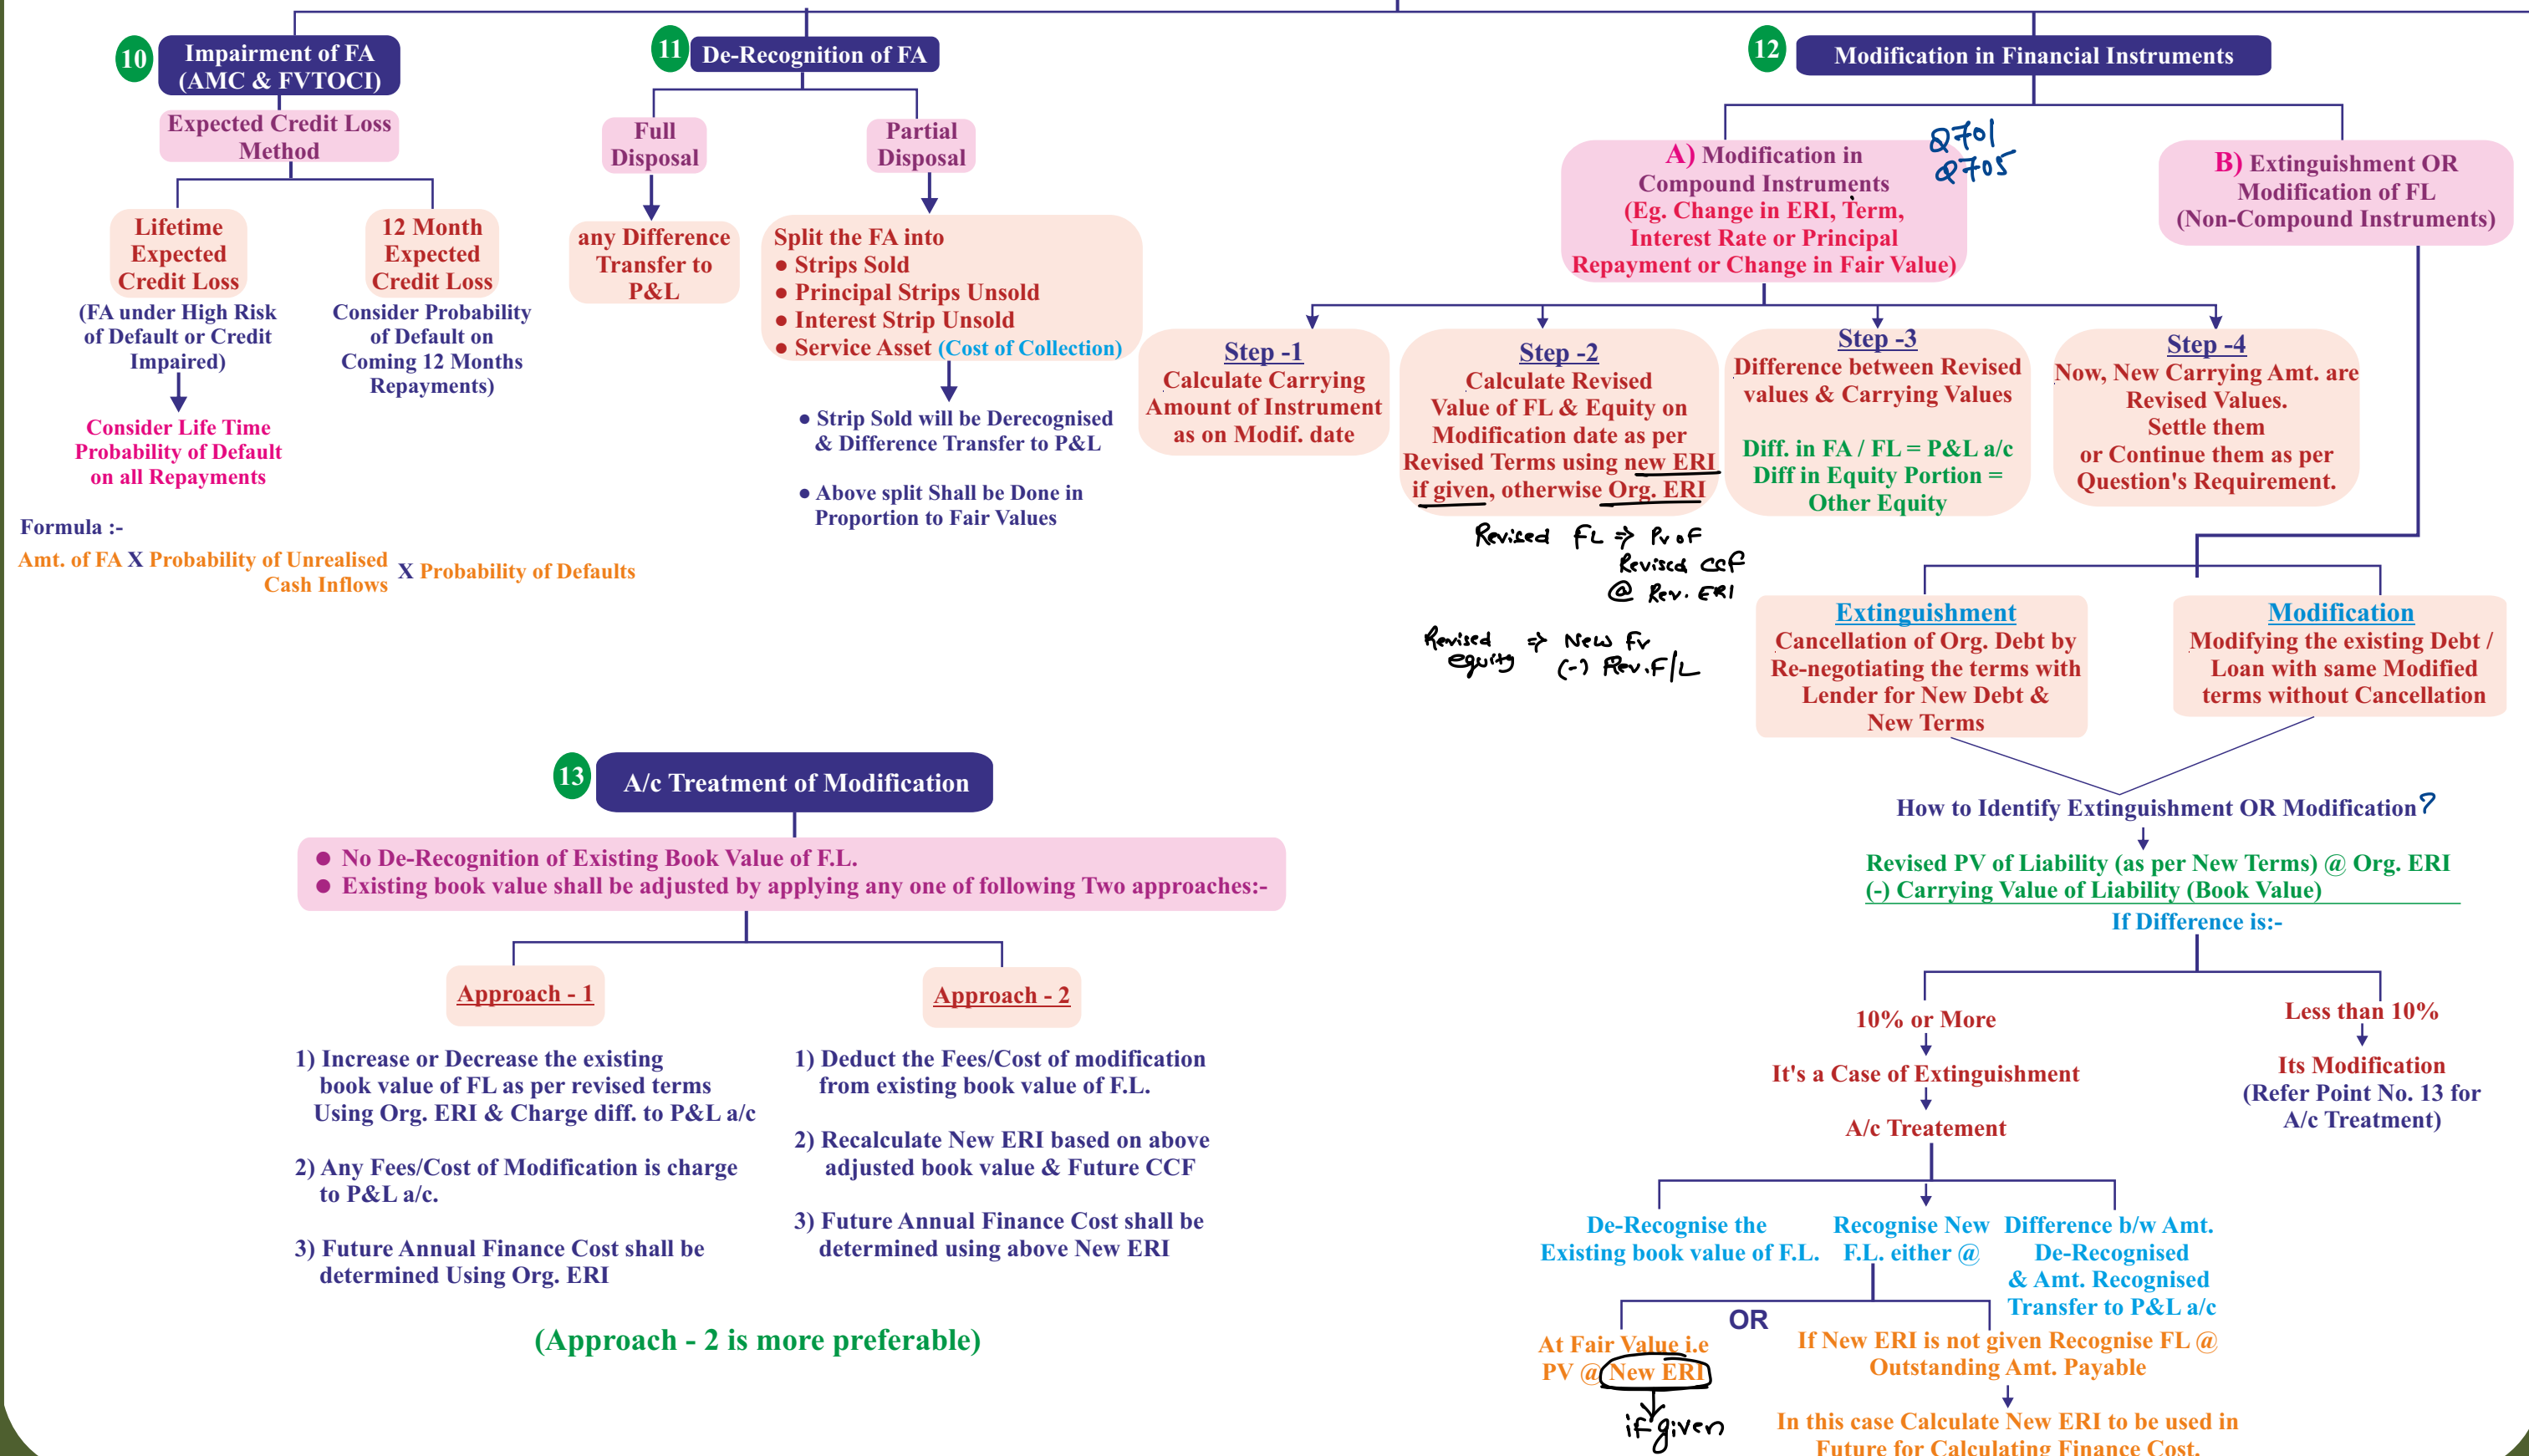 10
Impairment of FA
(AMC & FVTOCI)
Expected Credit Loss
Method
Lifetime
Expected
Credit Loss
(FA under High Risk
of Default or Credit
Impaired)
Consider Life Time
Probability of Default
on all Repayments
12 Month
Expected
Credit Loss
Consider Probability
of Default on
Coming 12 Months
Repayments)
Formula :-
Amt. of FA X Probability of Unrealised
Cash Inflows
X Probability of Defaults
11
De-Recognition of FA
Full
Disposal
any Difference
Transfer to
P&L
Partial
Disposal
Split the FA into
● Strips Sold
● Principal Strips Unsold
● Interest Strip Unsold
● Service Asset (Cost of Collection)
● Strip Sold will be Derecognised
& Difference Transfer to P&L
● Above split Shall be Done in
Proportion to Fair Values
12
Modification in Financial Instruments
A) Modification in
Compound Instruments
(Eg. Change in ERI, Term,
Interest Rate or Principal
Repayment or Change in Fair Value)
Q701
Q705
B) Extinguishment OR
Modification of FL
(Non-Compound Instruments)
Step -1
Calculate Carrying
Amount of Instrument
as on Modif. date
Step -2
Calculate Revised
Value of FL & Equity on
Modification date as per
Revised Terms using new ERI
if given, otherwise Org. ERI
Revised FL ⇒ PV of
Revised CCF
@ Rev. ERI
Revised equity ⇒ New FV
(-) Rev. F/L
Step -3
Difference between Revised
values & Carrying Values
Diff. in FA / FL = P&L a/c
Diff in Equity Portion =
Other Equity
Step -4
Now, New Carrying Amt. are
Revised Values.
Settle them
or Continue them as per
Question's Requirement.
Extinguishment
Cancellation of Org. Debt by
Re-negotiating the terms with
Lender for New Debt &
New Terms
Modification
Modifying the existing Debt /
Loan with same Modified
terms without Cancellation
How to Identify Extinguishment OR Modification?
Revised PV of Liability (as per New Terms) @ Org. ERI
(-) Carrying Value of Liability (Book Value)
If Difference is:-
10% or More
It's a Case of Extinguishment
A/c Treatement
Less than 10%
Its Modification
(Refer Point No. 13 for
A/c Treatment)
De-Recognise the
Existing book value of F.L.
Recognise New
F.L. either @
Difference b/w Amt.
De-Recognised
& Amt. Recognised
Transfer to P&L a/c
At Fair Value i.e
PV @ New ERI
if given
OR
If New ERI is not given Recognise FL @
Outstanding Amt. Payable
In this case Calculate New ERI to be used in
Future for Calculating Finance Cost.
13
A/c Treatment of Modification
● No De-Recognition of Existing Book Value of F.L.
● Existing book value shall be adjusted by applying any one of following Two approaches:-
Approach - 1
1) Increase or Decrease the existing
book value of FL as per revised terms
Using Org. ERI & Charge diff. to P&L a/c
2) Any Fees/Cost of Modification is charge
to P&L a/c.
3) Future Annual Finance Cost shall be
determined Using Org. ERI
Approach - 2
1) Deduct the Fees/Cost of modification
from existing book value of F.L.
2) Recalculate New ERI based on above
adjusted book value & Future CCF
3) Future Annual Finance Cost shall be
determined using above New ERI
(Approach - 2 is more preferable)